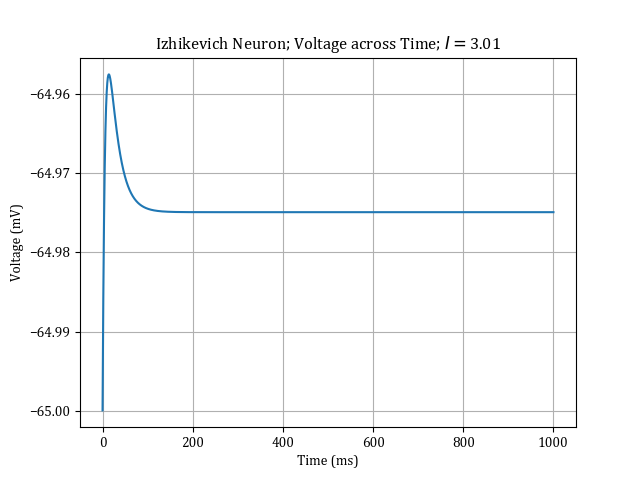 Izhikevich Neuron; Voltage across Time; I = 3.01
−64.96
−64.97
−64.98
−64.99
−65.00
Voltage (mV)
0 200 400 600 800 1000
Time (ms)